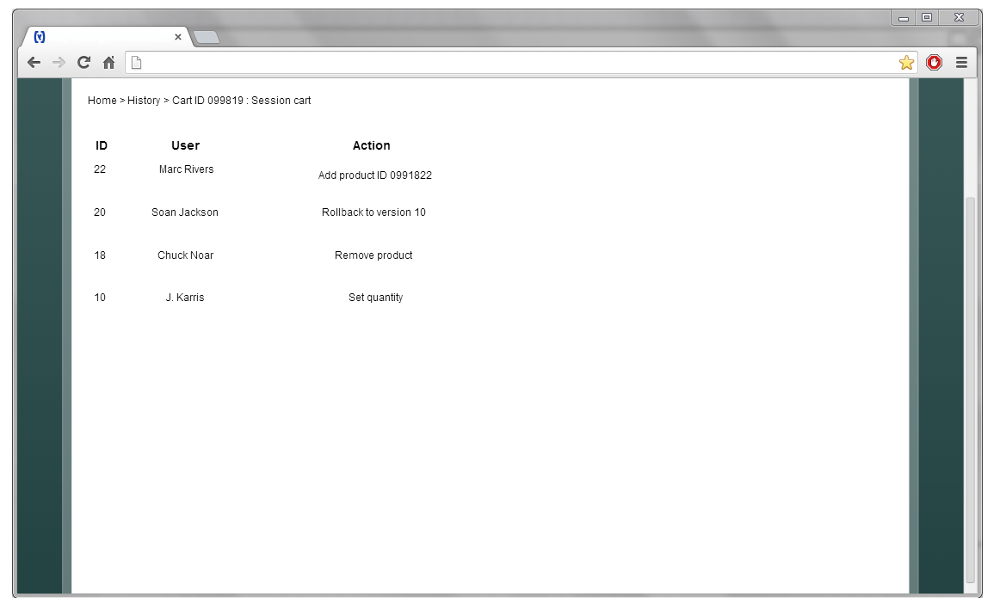 Home > History > Cart ID 099819 : Session cart
ID User Action
22 Marc Rivers Add product ID 0991822
20 Soan Jackson Rollback to version 10
18 Chuck Noar Remove product
10 J. Karris Set quantity